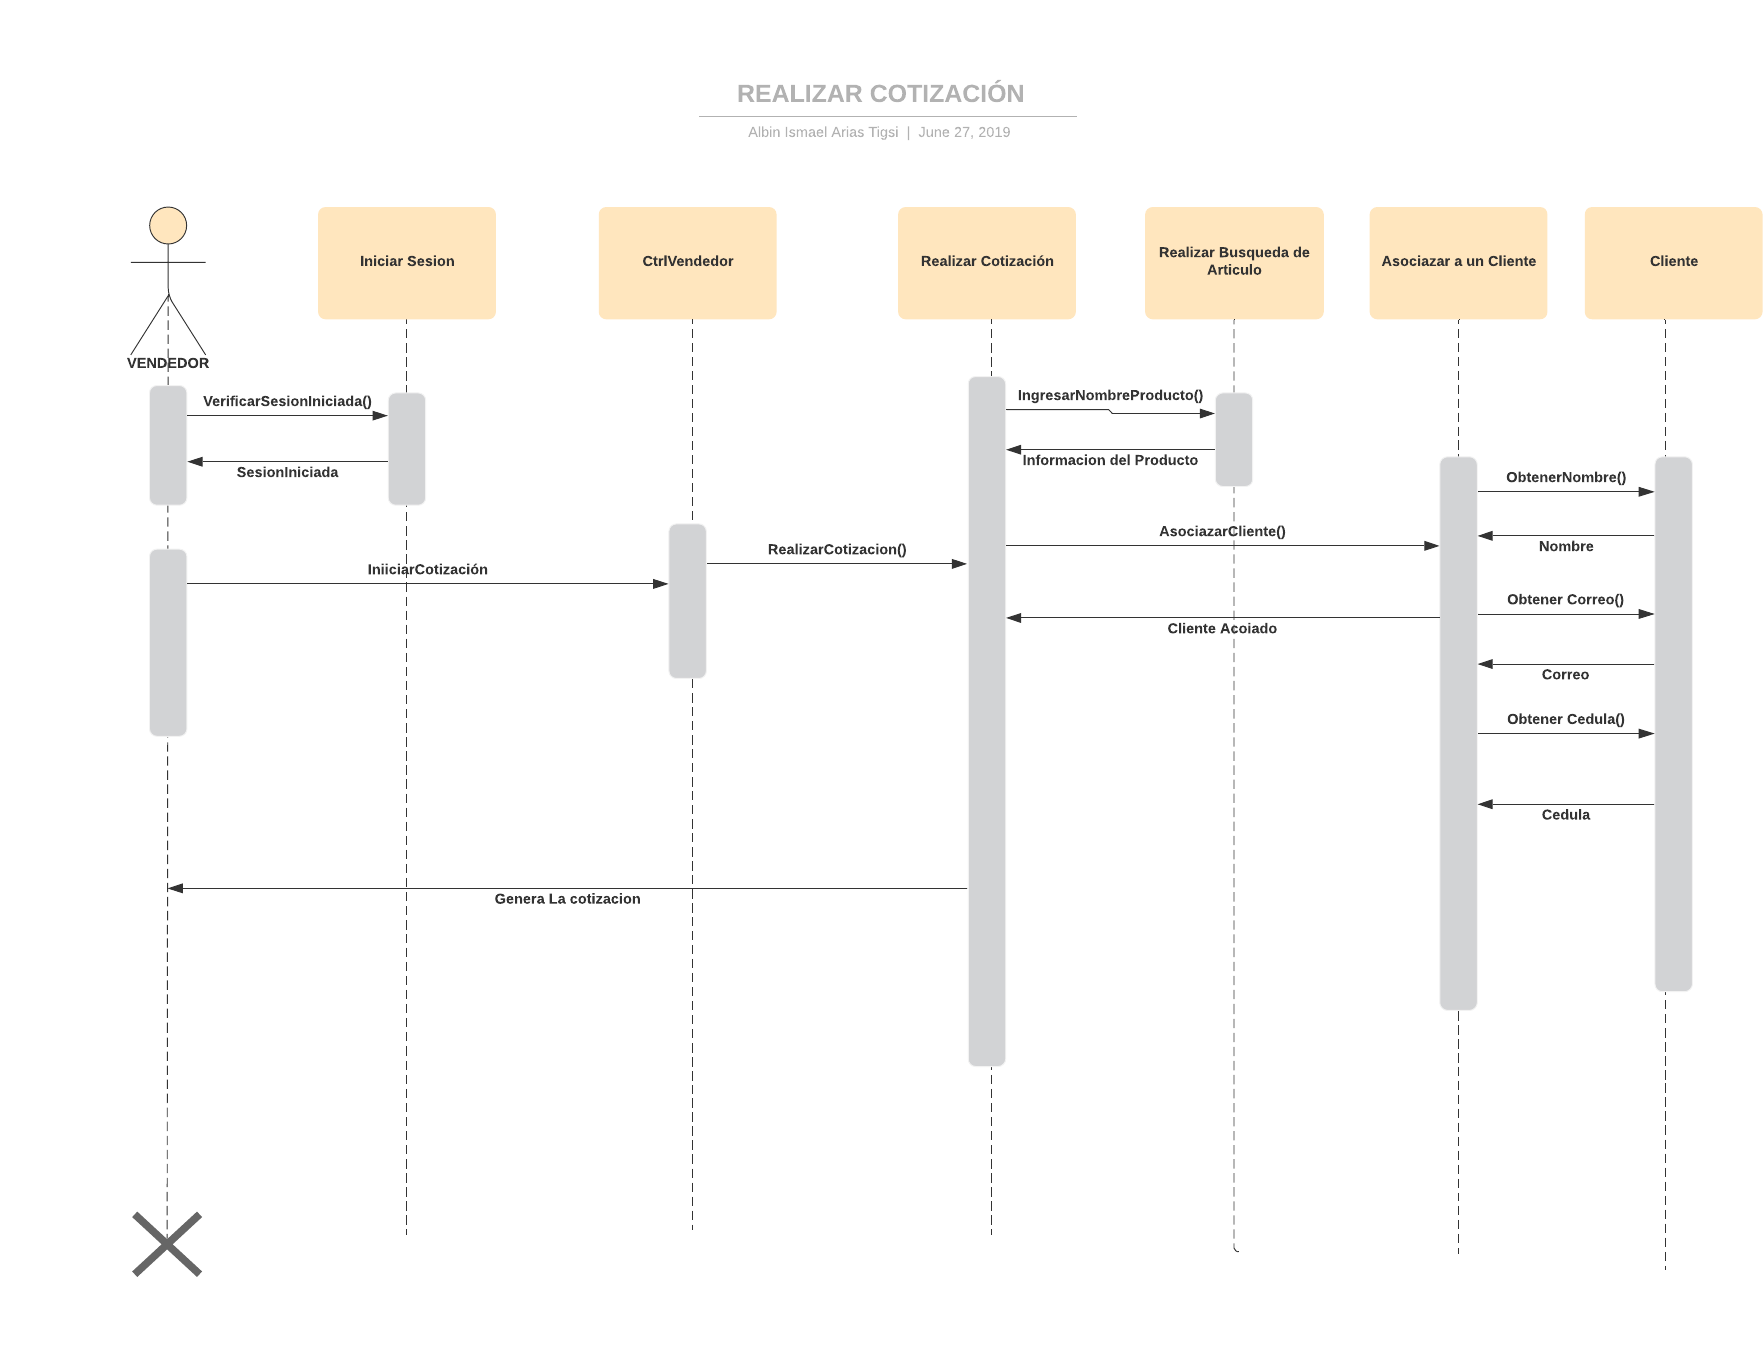 REALIZAR COTIZACIÓN
Albin Ismael Arias Tigsi | June 27, 2019
VENDEDOR
Iniciar Sesion
CtrlVendedor
Realizar Cotización
Realizar Busqueda de
Articulo
Asociazar a un Cliente
Cliente
VerificarSesionIniciada()
SesionIniciada
IngresarNombreProducto()
Informacion del Producto
ObtenerNombre()
AsociazarCliente()
Nombre
RealizarCotizacion()
IniiciarCotización
Obtener Correo()
Cliente Acoiado
Correo
Obtener Cedula()
Cedula
Genera La cotizacion